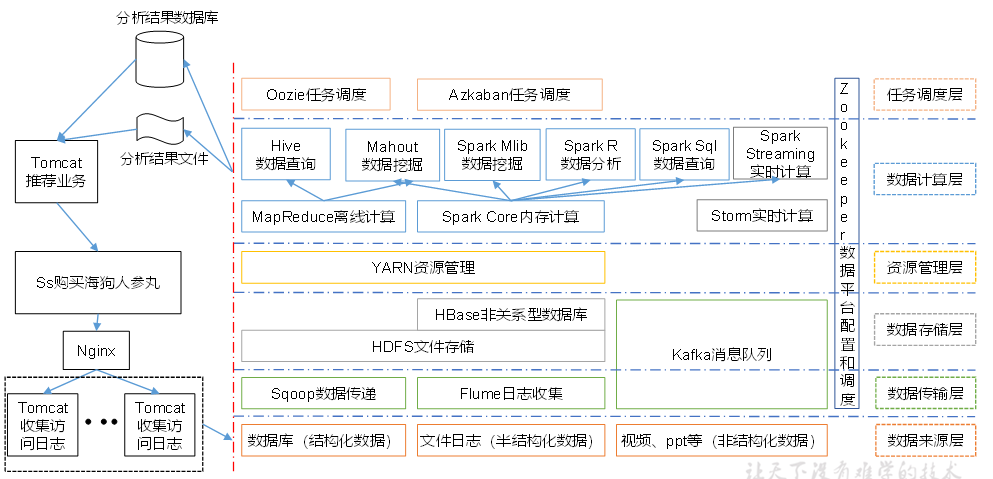 分析结果数据库
分析结果文件
Tomcat
推荐业务
Ss购买海狗人参丸
Nginx
Tomcat
收集访
问日志
•••
Tomcat
收集访
问日志
Oozie任务调度
Azkaban任务调度
任务调度层
Hive
数据查询
Mahout
数据挖掘
Spark Mlib
数据挖掘
Spark R
数据分析
Spark Sql
数据查询
Spark
Streaming
实时计算
数据计算层
MapReduce离线计算
Spark Core内存计算
Storm实时计算
YARN资源管理
资源管理层
HBase非关系型数据库
HDFS文件存储
Kafka消息队列
数据存储层
Sqoop数据传递
Flume日志收集
数据传输层
数据库（结构化数据）
文件日志（半结构化数据）
视频、ppt等（非结构化数据）
数据来源层
Zookeeper数据平台配置和调度
让天下没有难学的技术